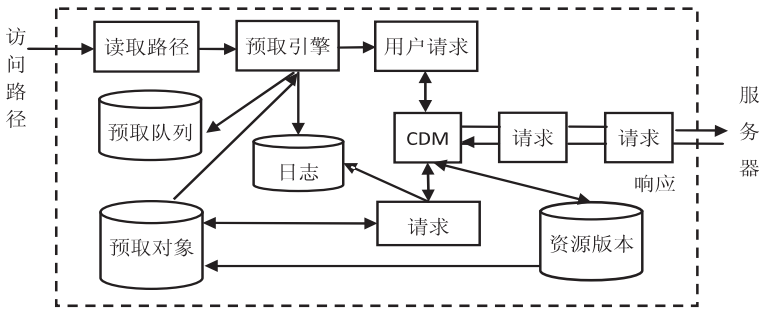 访问路径
读取路径
预取引擎
用户请求
预取队列
日志
CDM
请求
请求
服务器
响应
预取对象
请求
资源版本